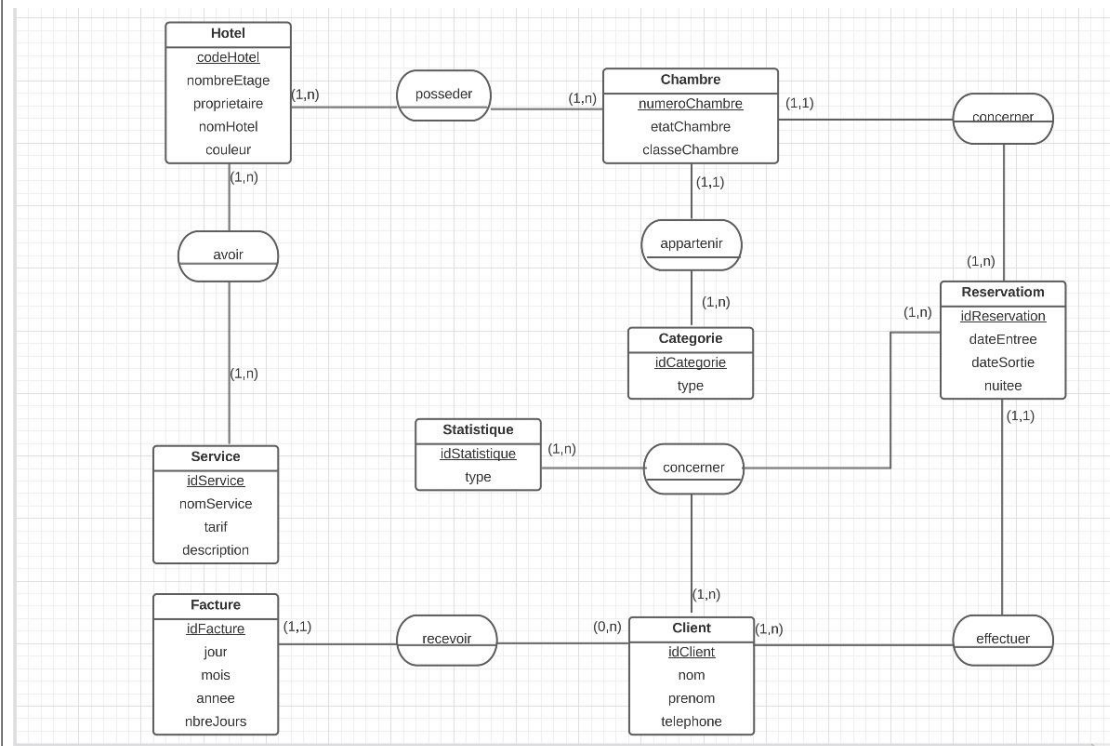 Hotel
codeHotel
nombreEtage
proprietaire
nomHotel
couleur
(1,n)
posseder
(1,n)
Chambre
numeroChambre
etatChambre
classeChambre
(1,1)
concerner
(1,n)
avoir
(1,n)
(1,1)
appartenir
(1,n)
Categorie
idCategorie
type
(1,n)
Reservatiom
idReservation
dateEntree
dateSortie
nuitee
(1,n)
(1,1)
Statistique
idStatistique
type
(1,n)
concerner
(1,n)
Service
idService
nomService
tarif
description
Facture
idFacture
jour
mois
annee
nbreJours
(1,1)
recevoir
(0,n)
Client
idClient
nom
prenom
telephone
(1,n)
effectuer